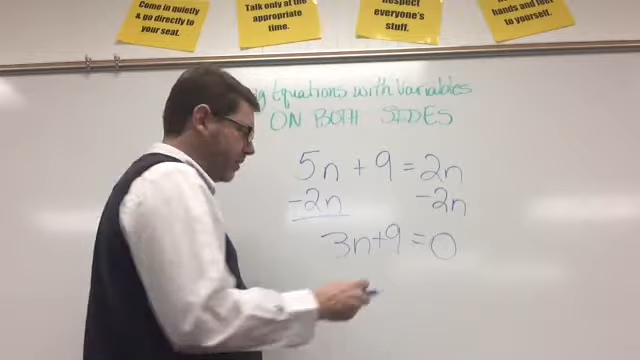 Come in quietly
& go directly to
your seat.
Talk only at the
appropriate
time.
Respect
everyone's
stuff.
hands and feet
to yourself.
Equations with Variables
ON BOTH SIDES
5n + 9 = 2n
-2n -2n
3n+9 = 0